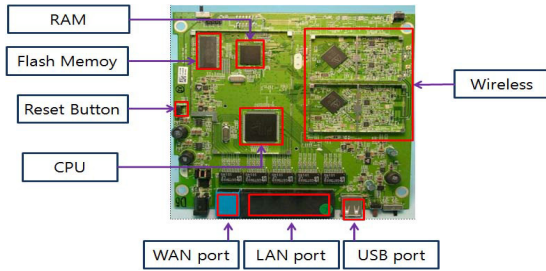 RAM
Flash Memoy
Reset Button
CPU
Wireless
WAN port
LAN port
USB port